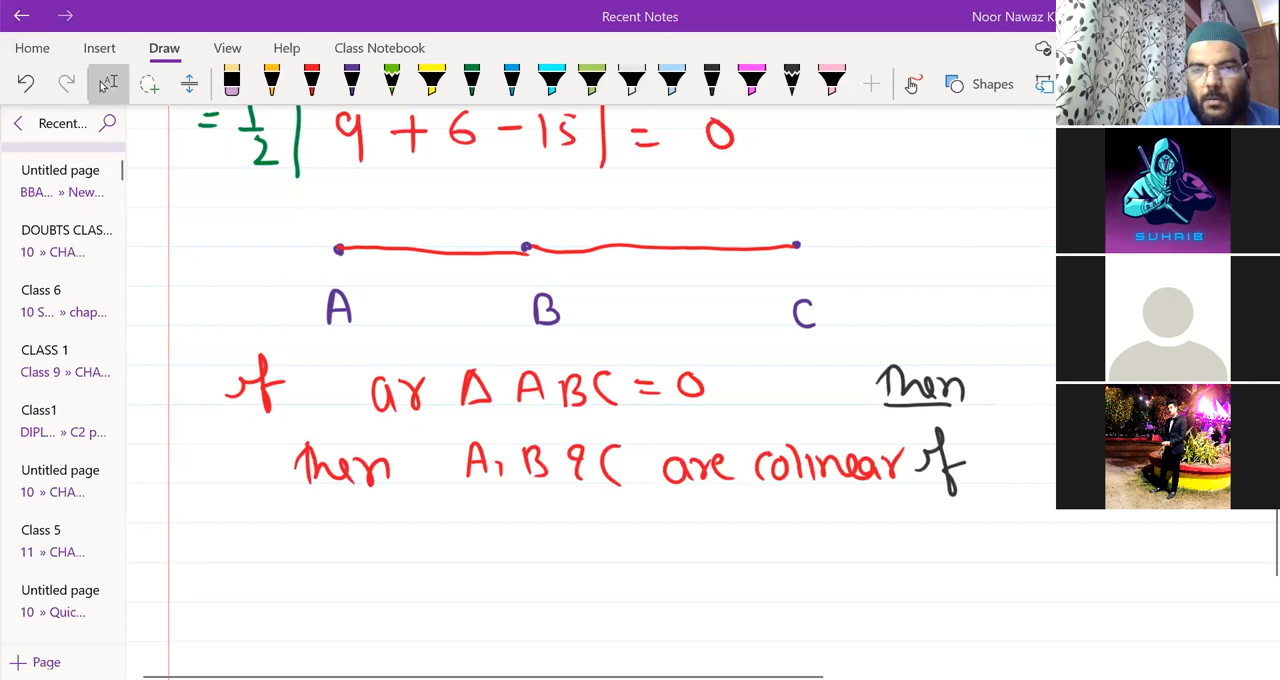 Recent Notes
Noor Nawaz K
Home Insert Draw View Help Class Notebook
Shapes
Recent...
Untitled page
BBA... » New...
DOUBTS CLAS...
10 » CHA...
Class 6
10 S... » chap...
CLASS 1
Class 9 » CHA...
Class1
DIPL... » C2 p...
Untitled page
10 » CHA...
Class 5
11 » CHA...
Untitled page
10 » Quic...
Page
= 1/2 | 9 + 6 - 15 | = 0
A B C
if ar Δ ABC = 0 then
then A, B & C are colinear if
SUHAIB